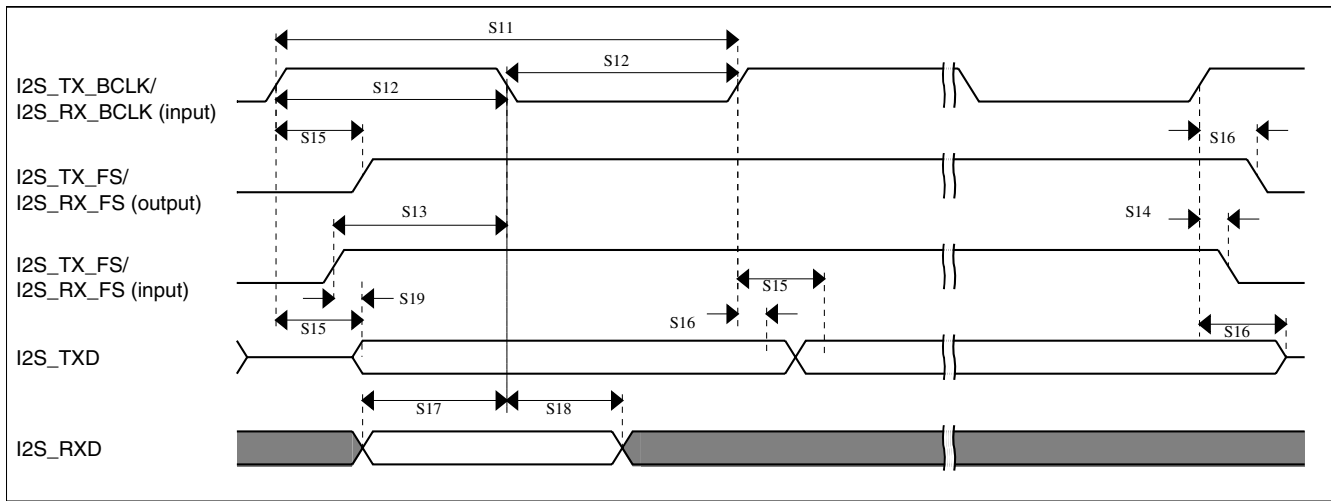 S11
I2S_TX_BCLK/
I2S_RX_BCLK (input)
S12
S12
S15
S16
I2S_TX_FS/
I2S_RX_FS (output)
S13
S14
I2S_TX_FS/
I2S_RX_FS (input)
S15
S19
S16
S15
S16
I2S_TXD
S17
S18
I2S_RXD